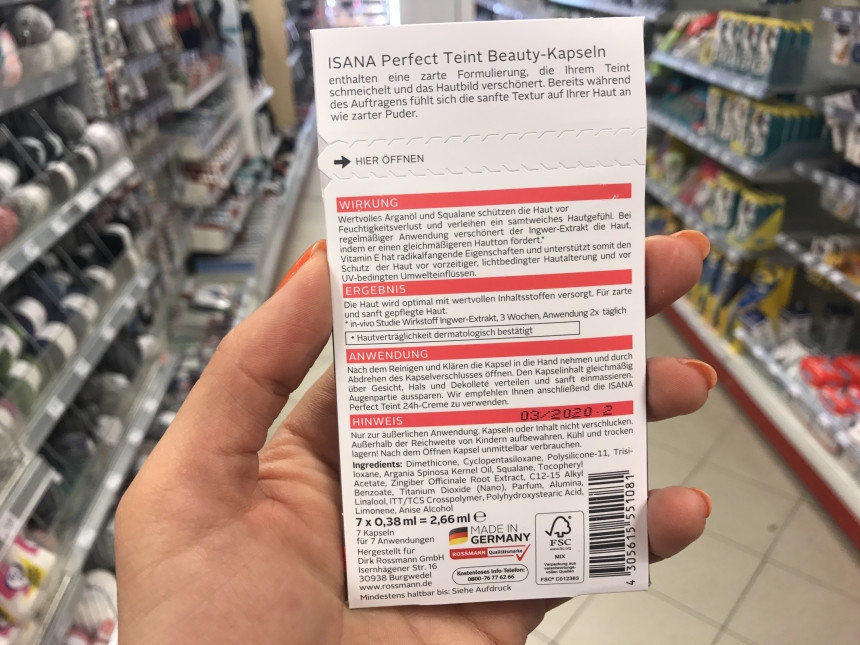 ISANA Perfect Teint Beauty-Kapseln
enthalten eine zarte Formulierung, die Ihrem Teint
schmeichelt und das Hautbild verschönert. Bereits während
des Auftragens fühlt sich die sanfte Textur auf Ihrer Haut an
wie zarter Puder.
HIER ÖFFNEN
WIRKUNG
Wertvolles Arganöl und Squalane schützen die Haut vor
Feuchtigkeitsverlust und verleihen ein samtweiches Hautgefühl. Bei
regelmäßiger Anwendung verschönert der Ingwer-Extrakt die Haut,
indem er einen gleichmäßigeren Hautton fördert.*
Vitamin E hat radikalfangende Eigenschaften und unterstützt somit den
Schutz der Haut vor vorzeitiger, lichtbedingter Hautalterung und vor
UV-bedingten Umwelteinflüssen.
ERGEBNIS
Die Haut wird optimal mit wertvollen Inhaltsstoffen versorgt. Für zarte
und sanft gepflegte Haut.
* in-vivo Studie Wirkstoff Ingwer-Extrakt, 3 Wochen, Anwendung 2x täglich
• Hautverträglichkeit dermatologisch bestätigt
ANWENDUNG
Nach dem Reinigen und Klären die Kapsel in die Hand nehmen und durch
Abdrehen des Kapselverschlusses öffnen. Den Kapselinhalt gleichmäßig
über Gesicht, Hals und Dekolleté verteilen und sanft einmassieren.
Augenpartie aussparen. Wir empfehlen Ihnen anschließend die ISANA
Perfect Teint 24h-Creme zu verwenden.
03/2020 2
HINWEIS
Nur zur äußerlichen Anwendung. Kapseln oder Inhalt nicht verschlucken.
Außerhalb der Reichweite von Kindern aufbewahren. Kühl und trocken
lagern! Nach dem Öffnen Kapsel unmittelbar verbrauchen.
Ingredients: Dimethicone, Cyclopentasiloxane, Polysilicone-11, Trisi-
loxane, Argania Spinosa Kernel Oil, Squalane, Tocopheryl
Acetate, Zingiber Officinale Root Extract, C12-15 Alkyl
Benzoate, Titanium Dioxide (Nano), Parfum, Alumina,
Linalool, ITT/TCS Crosspolymer, Polyhydroxystearic Acid,
Limonene, Anise Alcohol
7 x 0,38 ml = 2,66 ml ℮
7 Kapseln
für 7 Anwendungen
Hergestellt für
Dirk Rossmann GmbH
Isernhägener Str. 16
30938 Burgwedel
www.rossmann.de
Mindestens haltbar bis: Siehe Aufdruck
MADE IN
GERMANY
ROSSMANN Qualitätsmarke
Kostenloses Info-Telefon:
0800-76 77 62 66
FSC
www.fsc.org
MIX
Verpackung aus
verantwortungs-
vollen Quellen
FSC® C012363
4 305615 551081